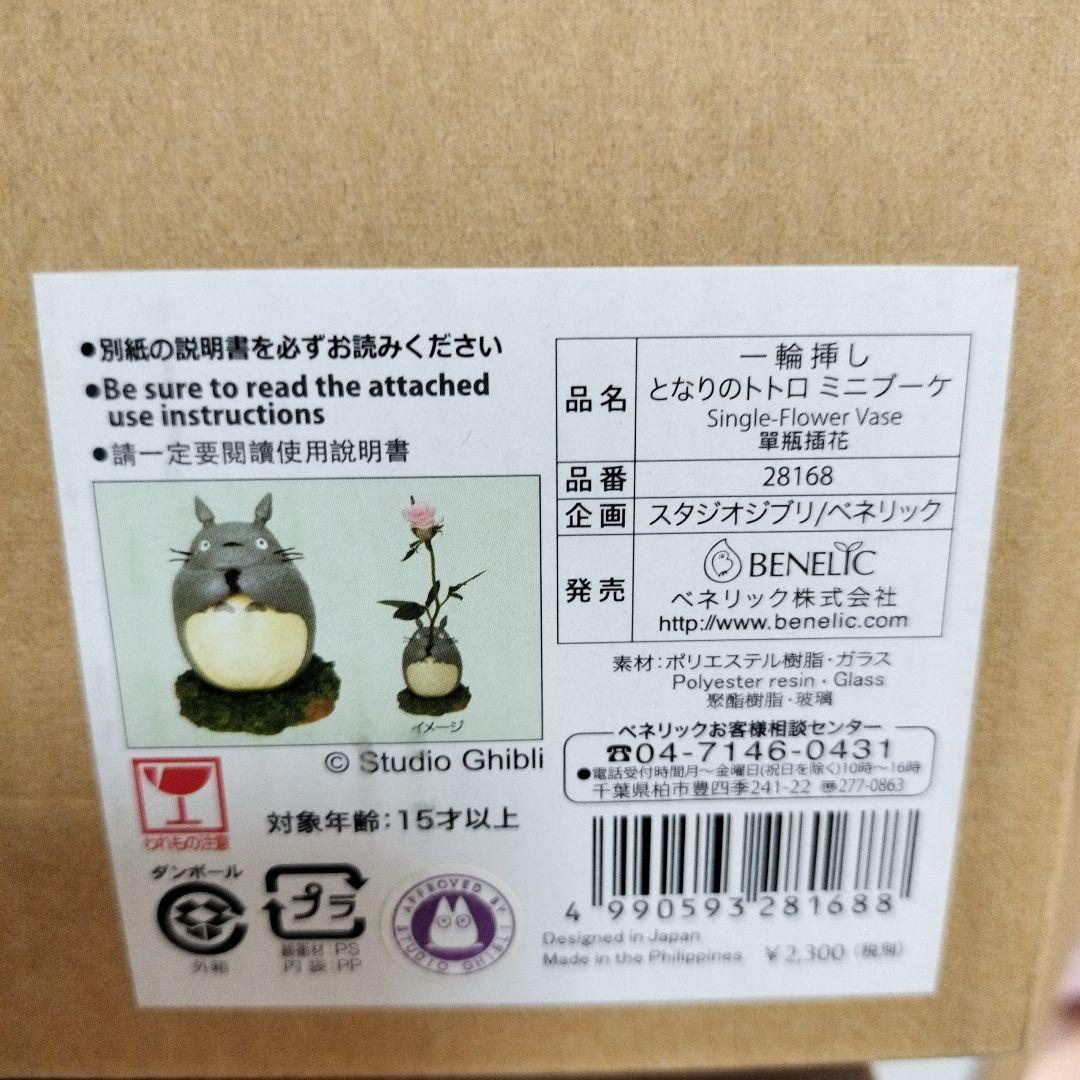 ●別紙の説明書を必ずお読みください
●Be sure to read the attached
use instructions
●請一定要閱讀使用說明書
イメージ
© Studio Ghibli
われもの注意
対象年齢:15才以上
ダンボール
外箱
プラ
緩衝材:PS
内袋:PP
APPROVED BY
STUDIO GHIBLI
品名
一輪挿し
となりのトトロ ミニブーケ
Single-Flower Vase
單瓶插花
品番
28168
企画
スタジオジブリ/ベネリック
発売
BENELIC
ベネリック株式会社
http://www.benelic.com
素材:ポリエステル樹脂・ガラス
Polyester resin・Glass
聚酯樹脂・玻璃
ベネリックお客様相談センター
☎04-7146-0431
●電話受付時間月〜金曜日(祝日を除く)10時〜16時
千葉県柏市豊四季241-22 〠277-0863
4 990593 281688
Designed in Japan
Made in the Philippines
¥2,300(税別)